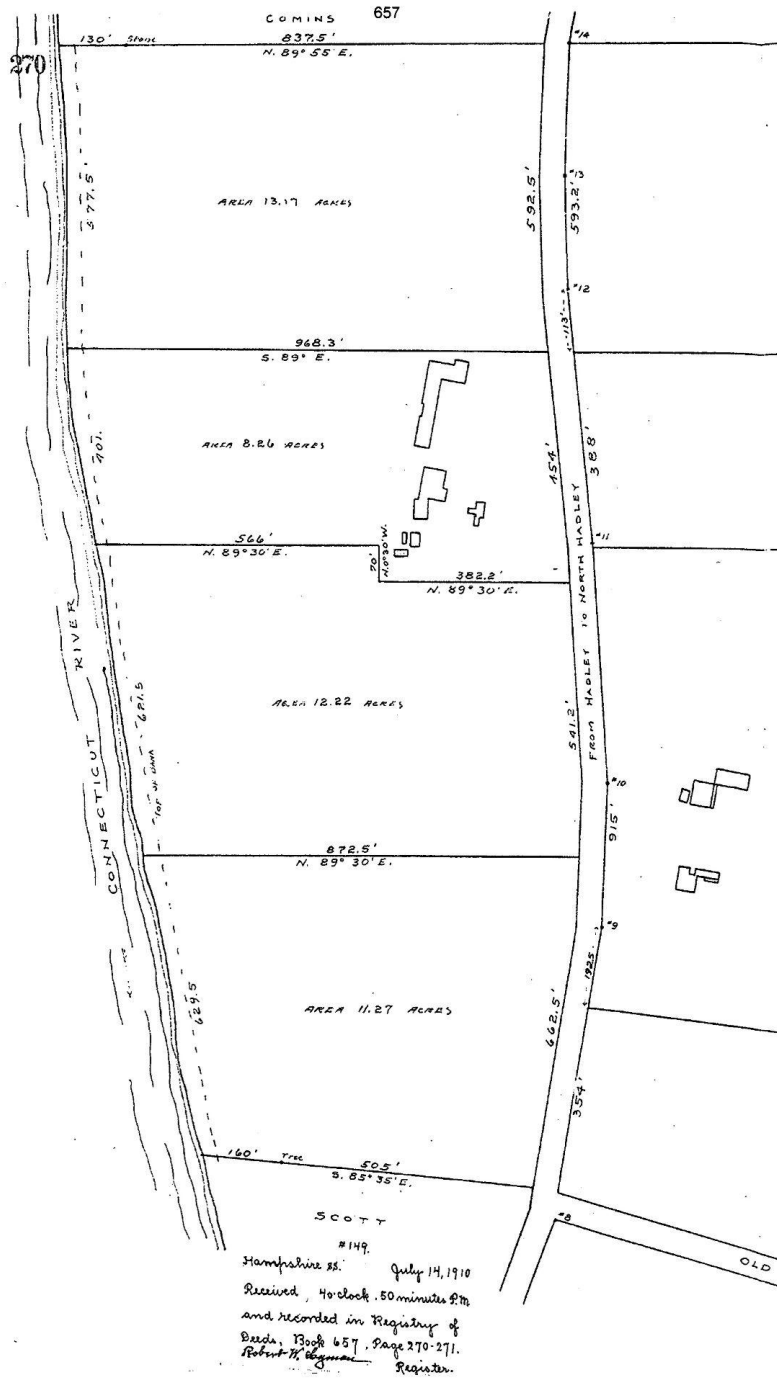 COMINS
657
130' Stone 837.5'
N. 89° 55' E.
#14
270
577.5'
AREA 13.17 ACRES
592.5'
#13
593.2'
#12
113'
968.3'
S. 89° E.
AREA 8.26 ACRES
401.
454'
388'
566'
N. 89° 30' E.
70'
N. 0° 30' W.
382.2'
N. 89° 30' E.
#11
FROM HADLEY TO NORTH HADLEY
CONNECTICUT RIVER
621.5
TOP OF BANK
AREA 12.22 ACRES
541.2'
#10
915'
872.5'
N. 89° 30' E.
#9
192.5
629.5
AREA 11.27 ACRES
662.5'
354'
160' Tree 505'
S. 85° 35' E.
SCOTT
#8
OLD
#149.
Hampshire ss. July 14, 1910
Received, 4 o'clock, 50 minutes P.M.
and recorded in Registry of
Deeds, Book 657, Page 270-271.
Robert W. Register.